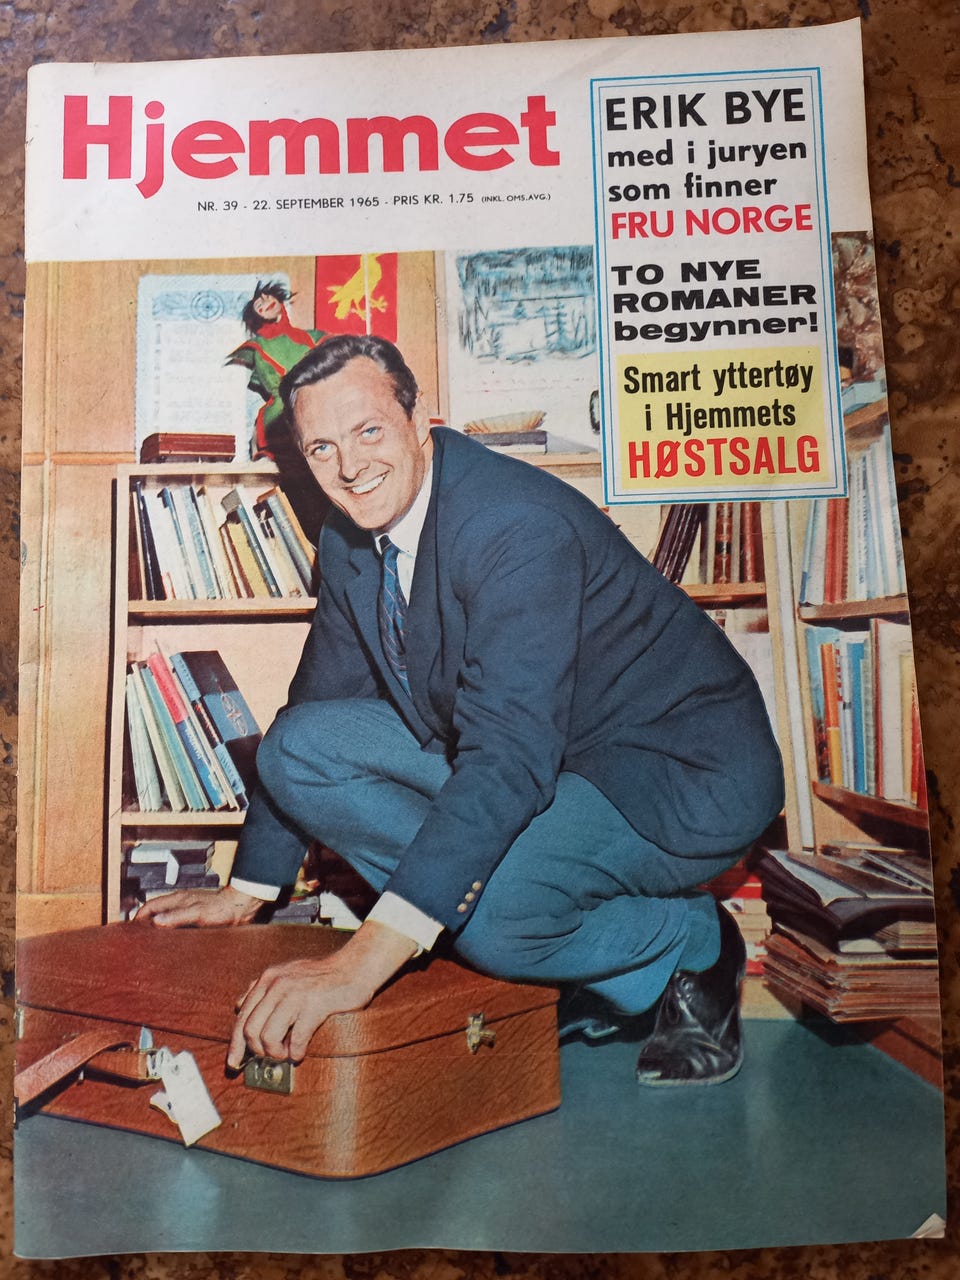 Hjemmet
NR. 39 - 22. SEPTEMBER 1965 - PRIS KR. 1.75 (INKL. OMS.AVG.)
ERIK BYE
med i juryen
som finner
FRU NORGE
TO NYE
ROMANER
begynner!
Smart yttertøy
i Hjemmets
HØSTSALG